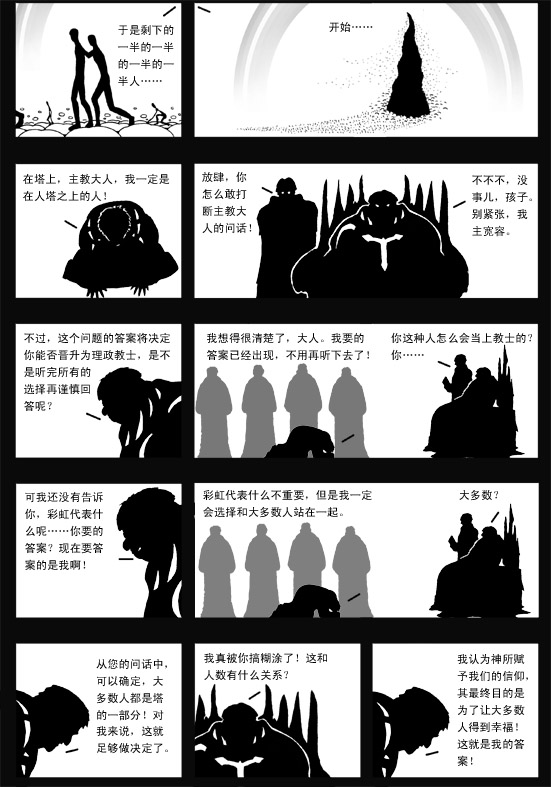 于是剩下的
一半的一半
的一半的一
半人……
开始……
在塔上，主教大人，我一定是
在人塔之上的人！
放肆，你
怎么敢打
断主教大
人的问话！
不不不，没
事儿，孩子。
别紧张，我
主宽容。
不过，这个问题的答案将决定
你能否晋升为理政教士，是不
是听完所有的
选择再谨慎回
答呢？
我想得很清楚了，大人。我要的
答案已经出现，不用再听下去了！
你这种人怎么会当上教士的？
你……
可我还没有告诉
你，彩虹代表什
么呢……你要的
答案？现在要答
案的是我啊！
彩虹代表什么不重要，但是我一定
会选择和大多数人站在一起。
大多数？
从您的问话中，
可以确定，大
多数人都是塔
的一部分！对
我来说，这就
足够做决定了。
我真被你搞糊涂了！这和
人数有什么关系？
我认为神所赋
予我们的信仰，
其最终目的是
为了让大多数
人得到幸福！
这就是我的答
案！